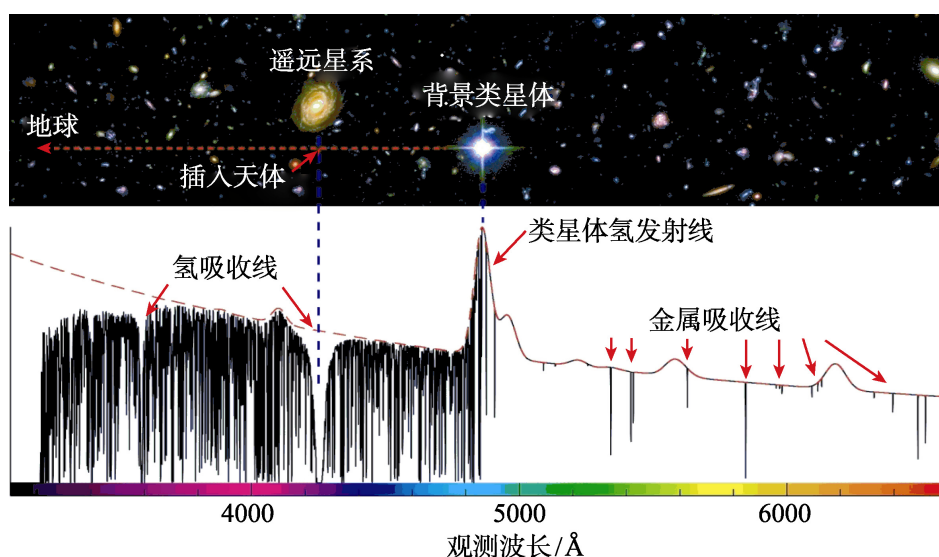 遥远星系
背景类星体
地球
插入天体
类星体氢发射线
氢吸收线
金属吸收线
4000
5000
6000
观测波长/Å